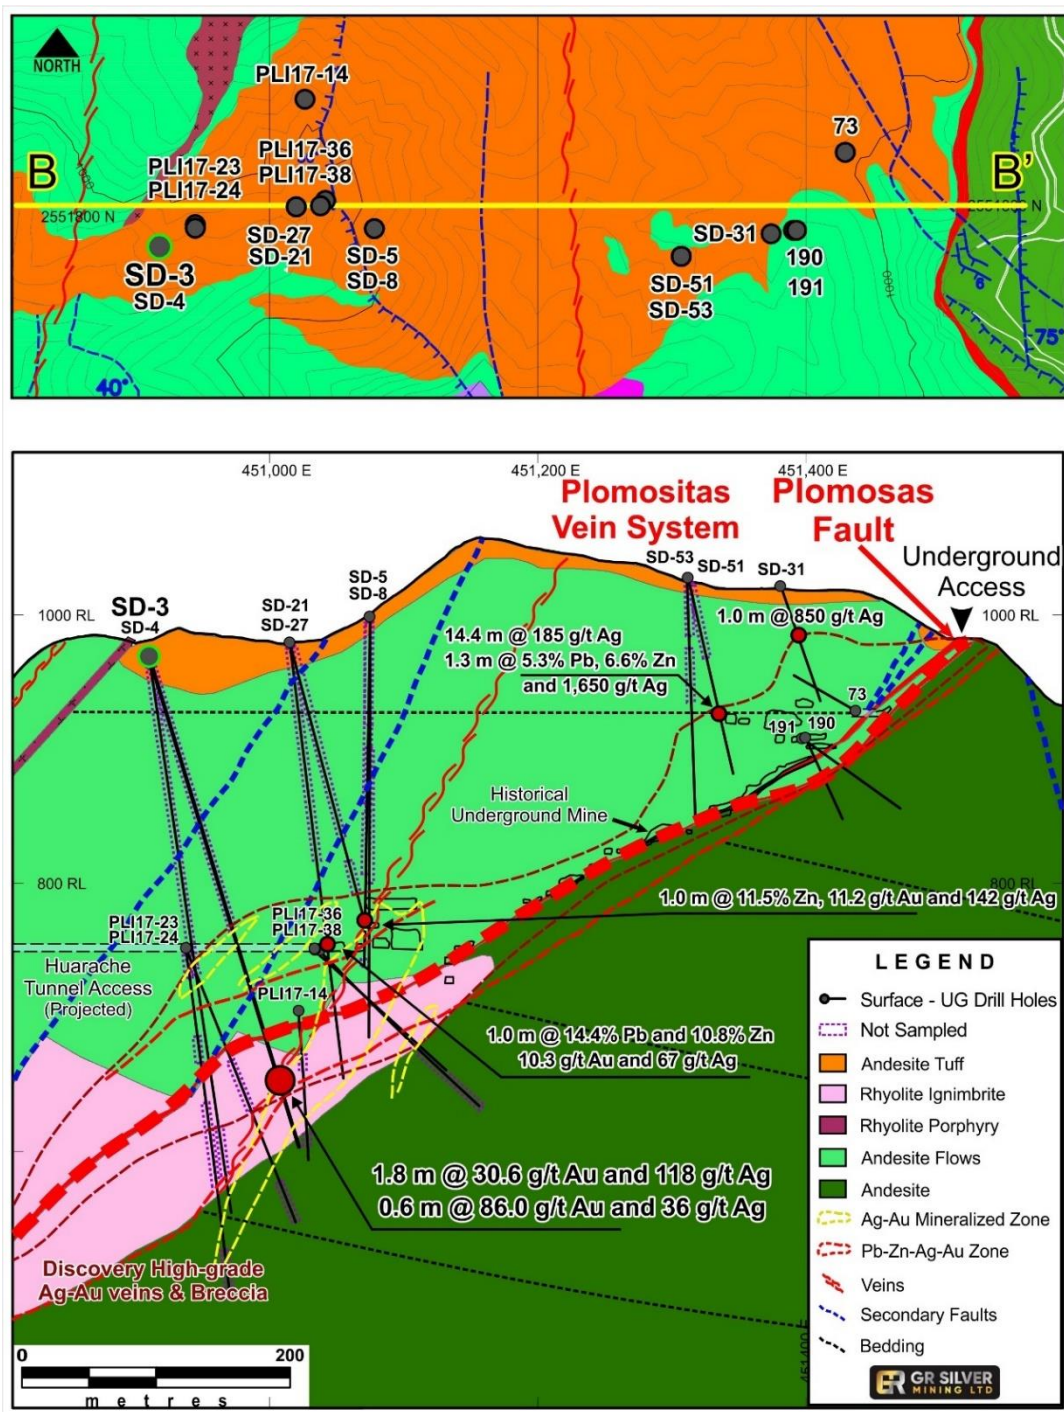 NORTH
PLI17-14
73
B
PLI17-23
PLI17-24
PLI17-36
PLI17-38
B'
2551800 N
2551800 N
1000
SD-3
SD-4
SD-27
SD-21
SD-5
SD-8
SD-31
SD-51
SD-53
190
191
1000
6
40°
75°
451,000 E
451,200 E
451,400 E
Plomositas
Vein System
Plomosas
Fault
Underground
Access
SD-53
SD-51
SD-31
SD-5
SD-8
1000 RL
SD-3
SD-4
SD-21
SD-27
1000 RL
1.0 m @ 850 g/t Ag
14.4 m @ 185 g/t Ag
1.3 m @ 5.3% Pb, 6.6% Zn
and 1,650 g/t Ag
73
191
190
Historical
Underground Mine
800 RL
800 RL
1.0 m @ 11.5% Zn, 11.2 g/t Au and 142 g/t Ag
PLI17-23
PLI17-24
PLI17-36
PLI17-38
Huarache
Tunnel Access
(Projected)
PLI17-14
1.0 m @ 14.4% Pb and 10.8% Zn
10.3 g/t Au and 67 g/t Ag
1.8 m @ 30.6 g/t Au and 118 g/t Ag
0.6 m @ 86.0 g/t Au and 36 g/t Ag
Discovery High-grade
Ag-Au veins & Breccia
0
200
metres
451400 E
LEGEND
Surface - UG Drill Holes
Not Sampled
Andesite Tuff
Rhyolite Ignimbrite
Rhyolite Porphyry
Andesite Flows
Andesite
Ag-Au Mineralized Zone
Pb-Zn-Ag-Au Zone
Veins
Secondary Faults
Bedding
GR SILVER
MINING LTD